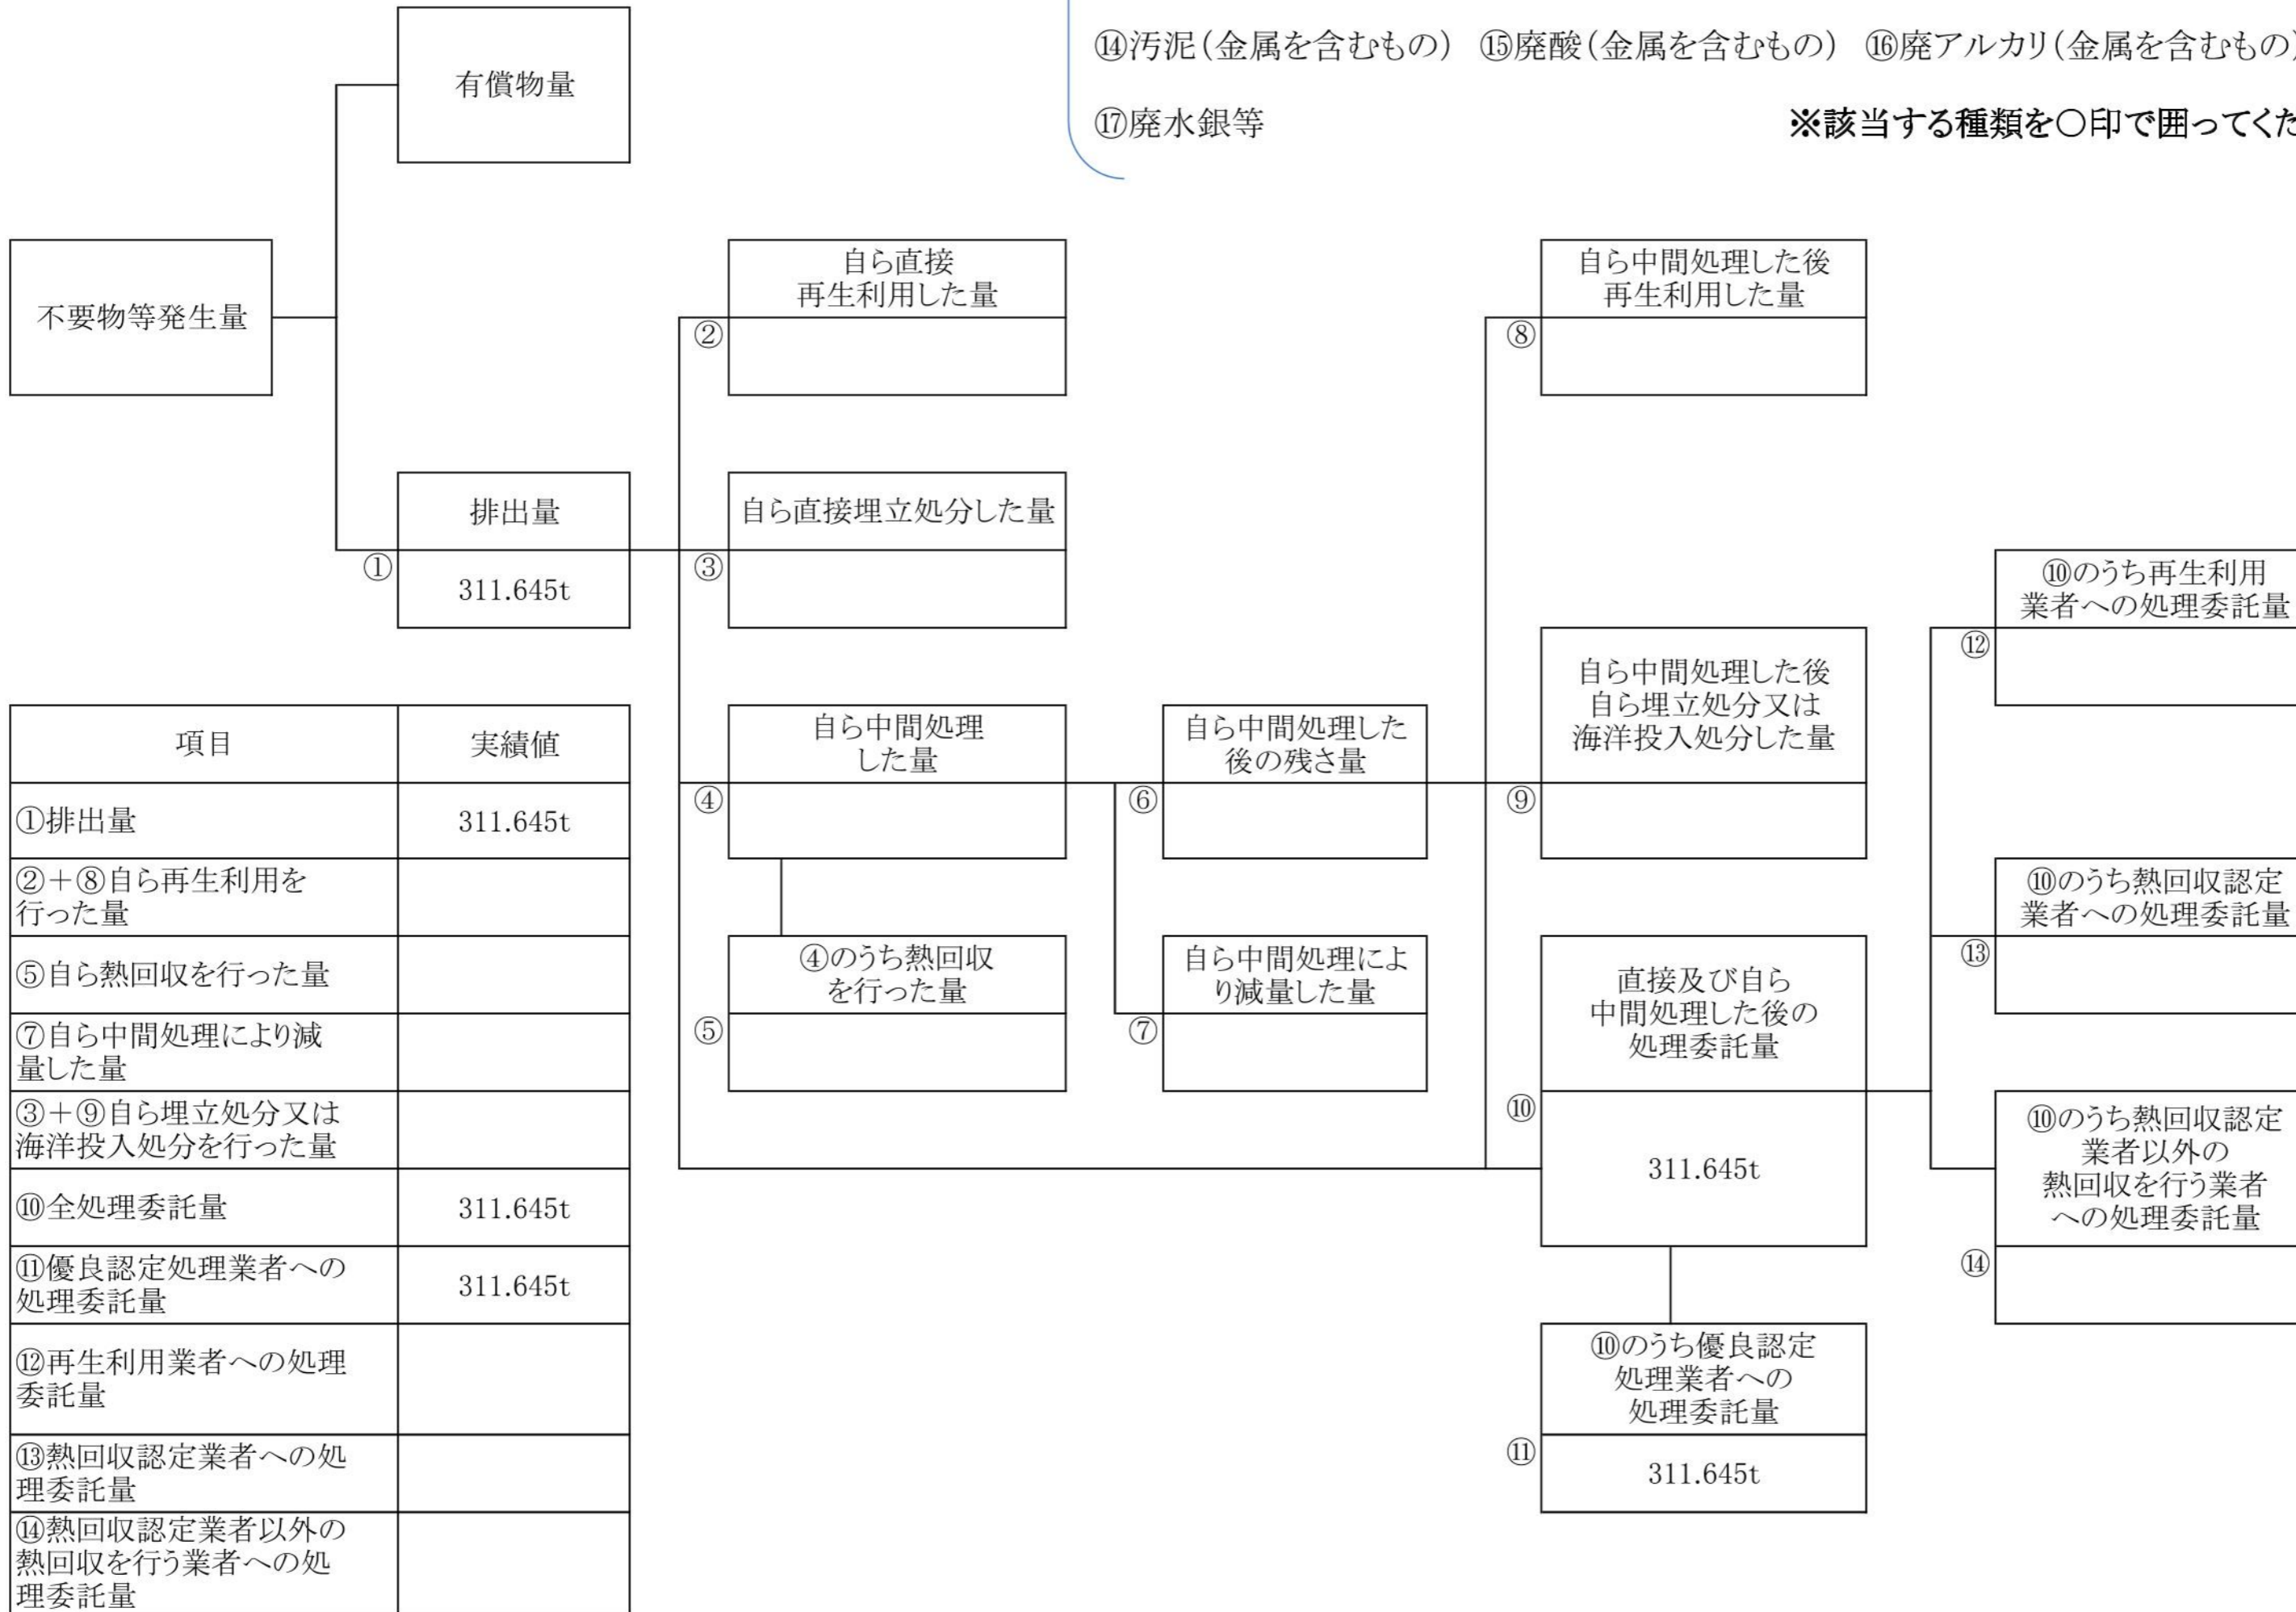 ⑭汚泥（金属を含むもの） ⑮廃酸（金属を含むもの） ⑯廃アルカリ（金属を含むもの）
⑰廃水銀等
※該当する種類を○印で囲ってくだ
有償物量
不要物等発生量
排出量
①
311.645t
自ら直接
再生利用した量
②
自ら直接埋立処分した量
③
自ら中間処理
した量
④
④のうち熱回収
を行った量
⑤
自ら中間処理した
後の残さ量
⑥
自ら中間処理によ
り減量した量
⑦
自ら中間処理した後
再生利用した量
⑧
自ら中間処理した後
自ら埋立処分又は
海洋投入処分した量
⑨
直接及び自ら
中間処理した後の
処理委託量
⑩
311.645t
⑩のうち優良認定
処理業者への
処理委託量
⑪
311.645t
⑩のうち再生利用
業者への処理委託量
⑫
⑩のうち熱回収認定
業者への処理委託量
⑬
⑩のうち熱回収認定
業者以外の
熱回収を行う業者
への処理委託量
⑭
項目 実績値
①排出量 311.645t
②＋⑧自ら再生利用を
行った量
⑤自ら熱回収を行った量
⑦自ら中間処理により減
量した量
③＋⑨自ら埋立処分又は
海洋投入処分を行った量
⑩全処理委託量 311.645t
⑪優良認定処理業者への
処理委託量 311.645t
⑫再生利用業者への処理
委託量
⑬熱回収認定業者への処
理委託量
⑭熱回収認定業者以外の
熱回収を行う業者への処
理委託量